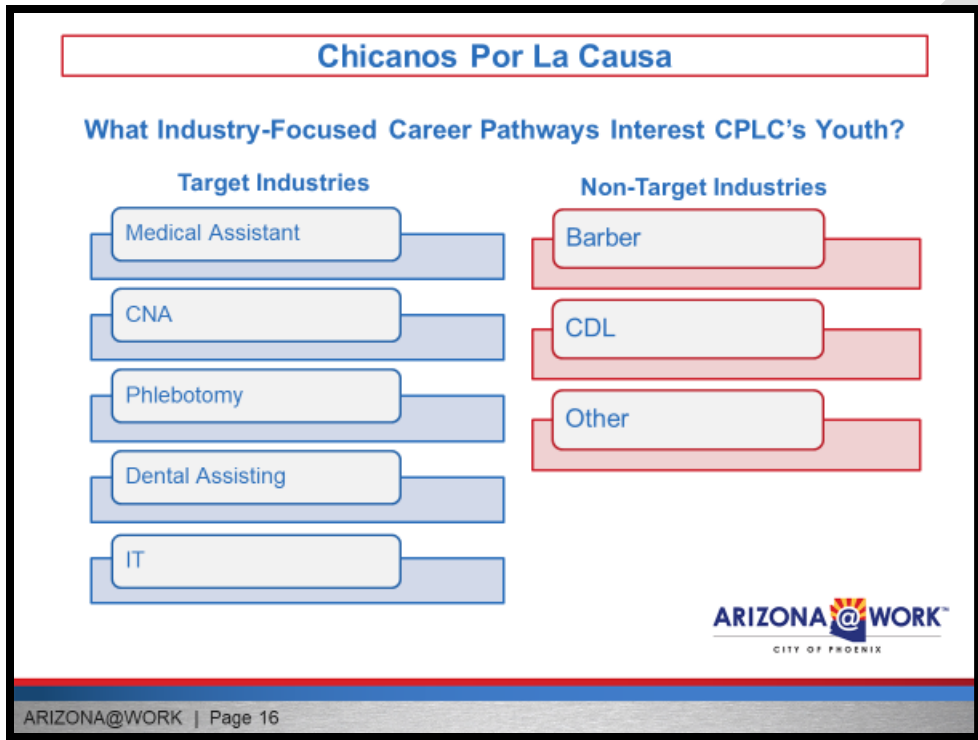 Chicanos Por La Causa
What Industry-Focused Career Pathways Interest CPLC's Youth?
Target Industries
Medical Assistant
CNA
Phlebotomy
Dental Assisting
IT
Non-Target Industries
Barber
CDL
Other
ARIZONA@WORK™
CITY OF PHOENIX
ARIZONA@WORK | Page 16